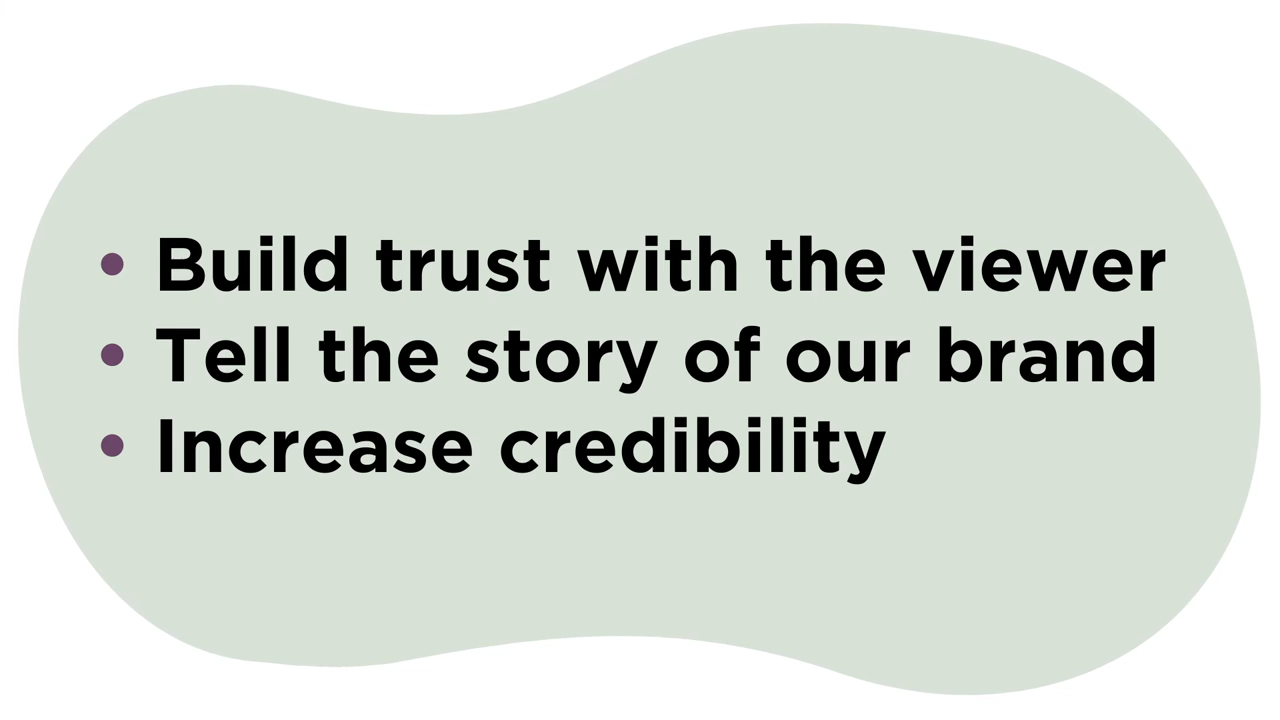 • Build trust with the viewer
• Tell the story of our brand
• Increase credibility